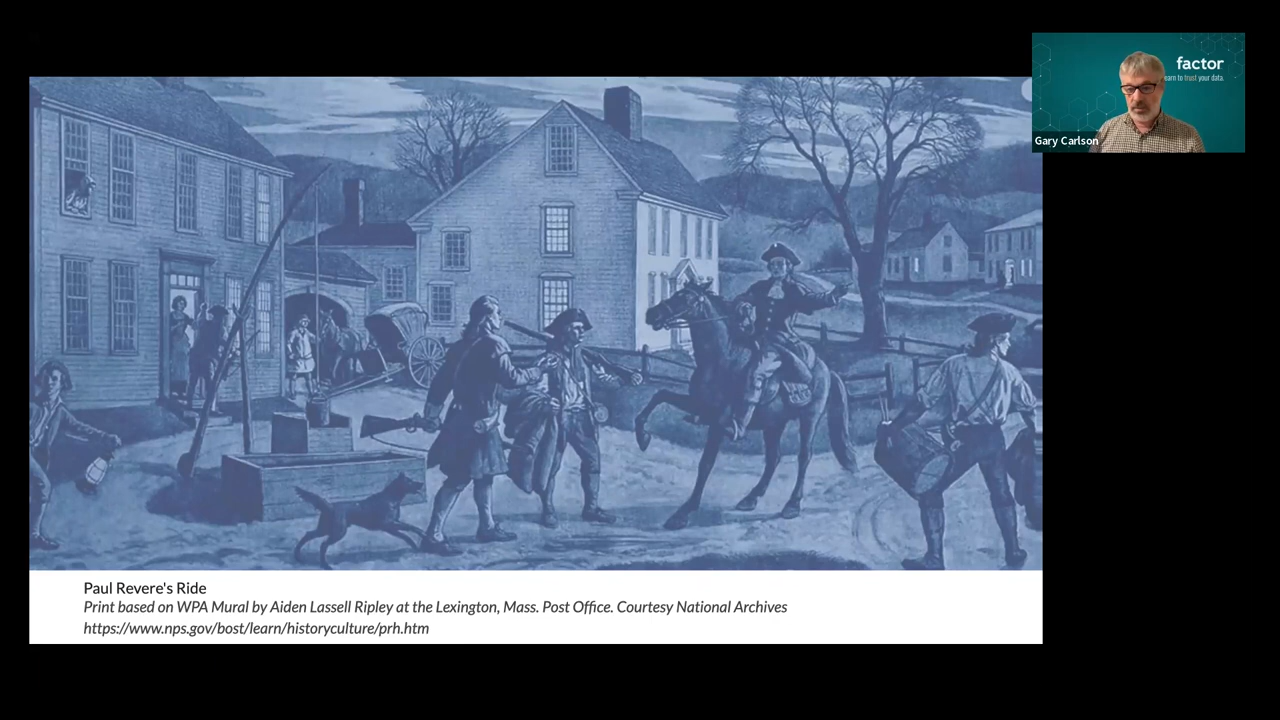 factor
earn to trust your data.
Gary Carlson
Paul Revere's Ride
Print based on WPA Mural by Aiden Lassell Ripley at the Lexington, Mass. Post Office. Courtesy National Archives
https://www.nps.gov/bost/learn/historyculture/prh.htm